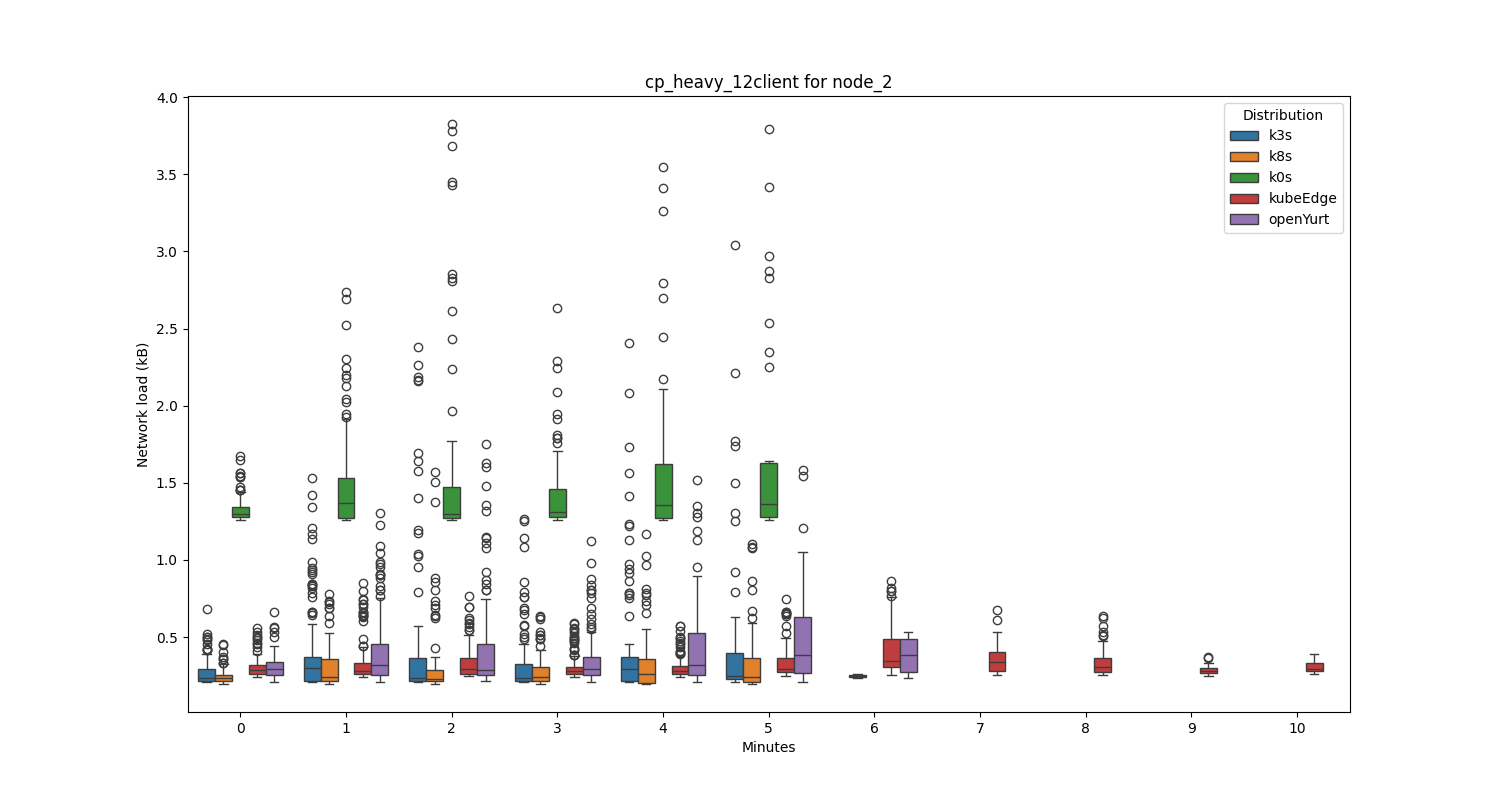 cp_heavy_12client for node_2
Network load (kB)
4.0
3.5
3.0
2.5
2.0
1.5
1.0
0.5
Distribution
k3s
k8s
k0s
kubeEdge
openYurt
0 1 2 3 4 5 6 7 8 9 10
Minutes